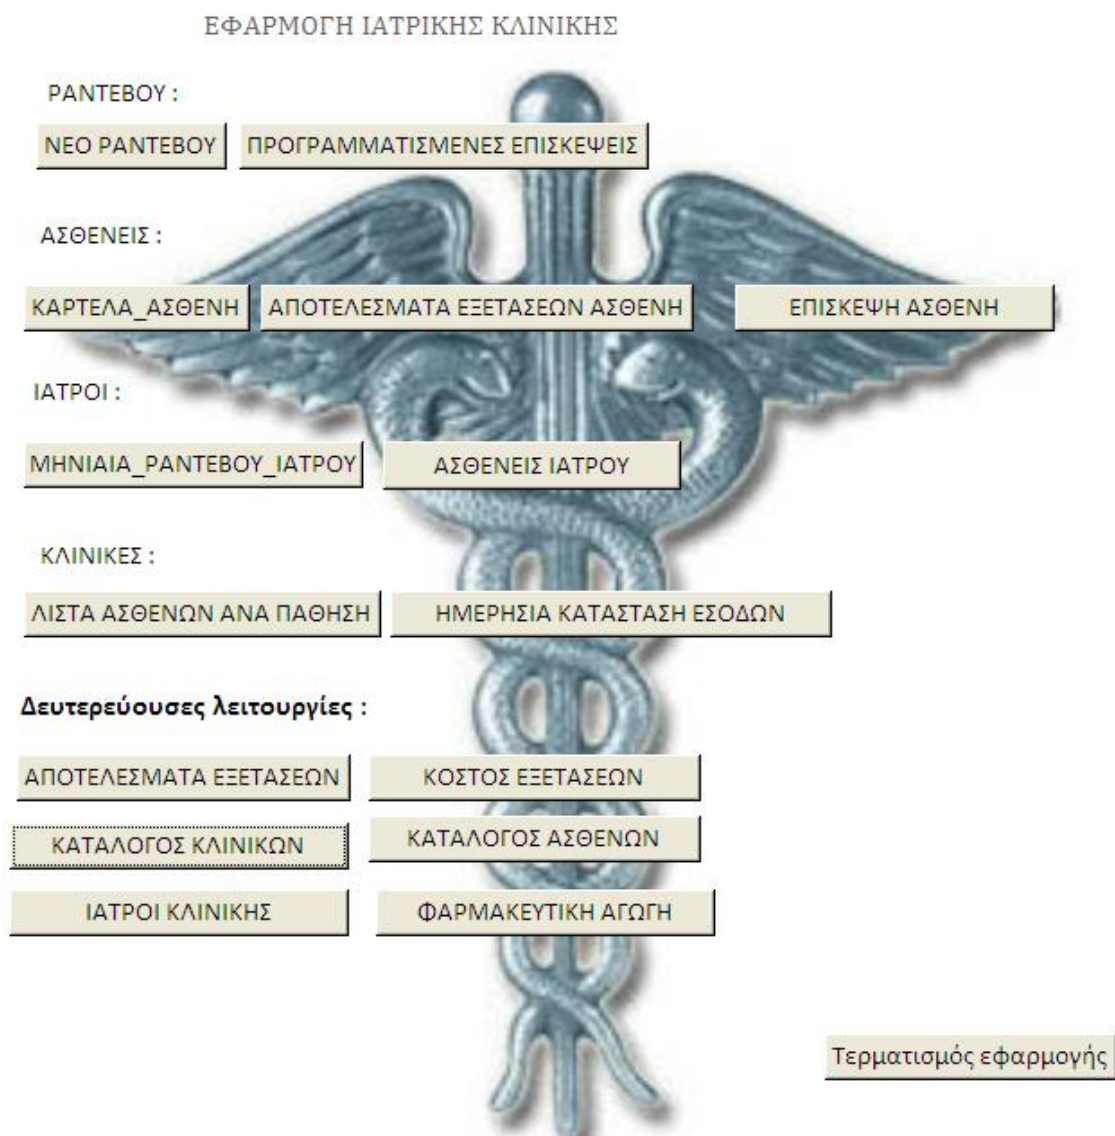 ΕΦΑΡΜΟΓΗ ΙΑΤΡΙΚΗΣ ΚΛΙΝΙΚΗΣ
ΡΑΝΤΕΒΟΥ :
ΝΕΟ ΡΑΝΤΕΒΟΥ ΠΡΟΓΡΑΜΜΑΤΙΣΜΕΝΕΣ ΕΠΙΣΚΕΨΕΙΣ
ΑΣΘΕΝΕΙΣ :
ΚΑΡΤΕΛΑ_ΑΣΘΕΝΗ ΑΠΟΤΕΛΕΣΜΑΤΑ ΕΞΕΤΑΣΕΩΝ ΑΣΘΕΝΗ ΕΠΙΣΚΕΨΗ ΑΣΘΕΝΗ
ΙΑΤΡΟΙ :
ΜΗΝΙΑΙΑ_ΡΑΝΤΕΒΟΥ_ΙΑΤΡΟΥ ΑΣΘΕΝΕΙΣ ΙΑΤΡΟΥ
ΚΛΙΝΙΚΕΣ :
ΛΙΣΤΑ ΑΣΘΕΝΩΝ ΑΝΑ ΠΑΘΗΣΗ ΗΜΕΡΗΣΙΑ ΚΑΤΑΣΤΑΣΗ ΕΣΟΔΩΝ
Δευτερεύουσες λειτουργίες :
ΑΠΟΤΕΛΕΣΜΑΤΑ ΕΞΕΤΑΣΕΩΝ ΚΟΣΤΟΣ ΕΞΕΤΑΣΕΩΝ
ΚΑΤΑΛΟΓΟΣ ΚΛΙΝΙΚΩΝ ΚΑΤΑΛΟΓΟΣ ΑΣΘΕΝΩΝ
ΙΑΤΡΟΙ ΚΛΙΝΙΚΗΣ ΦΑΡΜΑΚΕΥΤΙΚΗ ΑΓΩΓΗ
Τερματισμός εφαρμογής